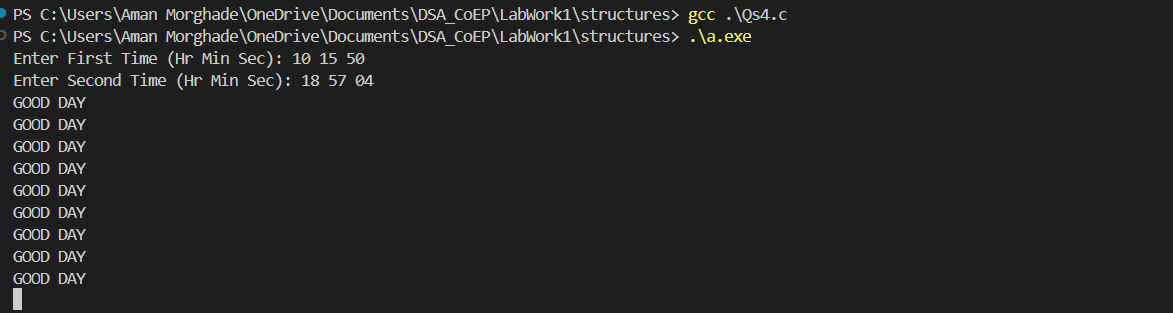 PS C:\Users\Aman Morghade\OneDrive\Documents\DSA_CoEP\LabWork1\structures> gcc .\Qs4.c
PS C:\Users\Aman Morghade\OneDrive\Documents\DSA_CoEP\LabWork1\structures> .\a.exe
Enter First Time (Hr Min Sec): 10 15 50
Enter Second Time (Hr Min Sec): 18 57 04
GOOD DAY
GOOD DAY
GOOD DAY
GOOD DAY
GOOD DAY
GOOD DAY
GOOD DAY
GOOD DAY
GOOD DAY